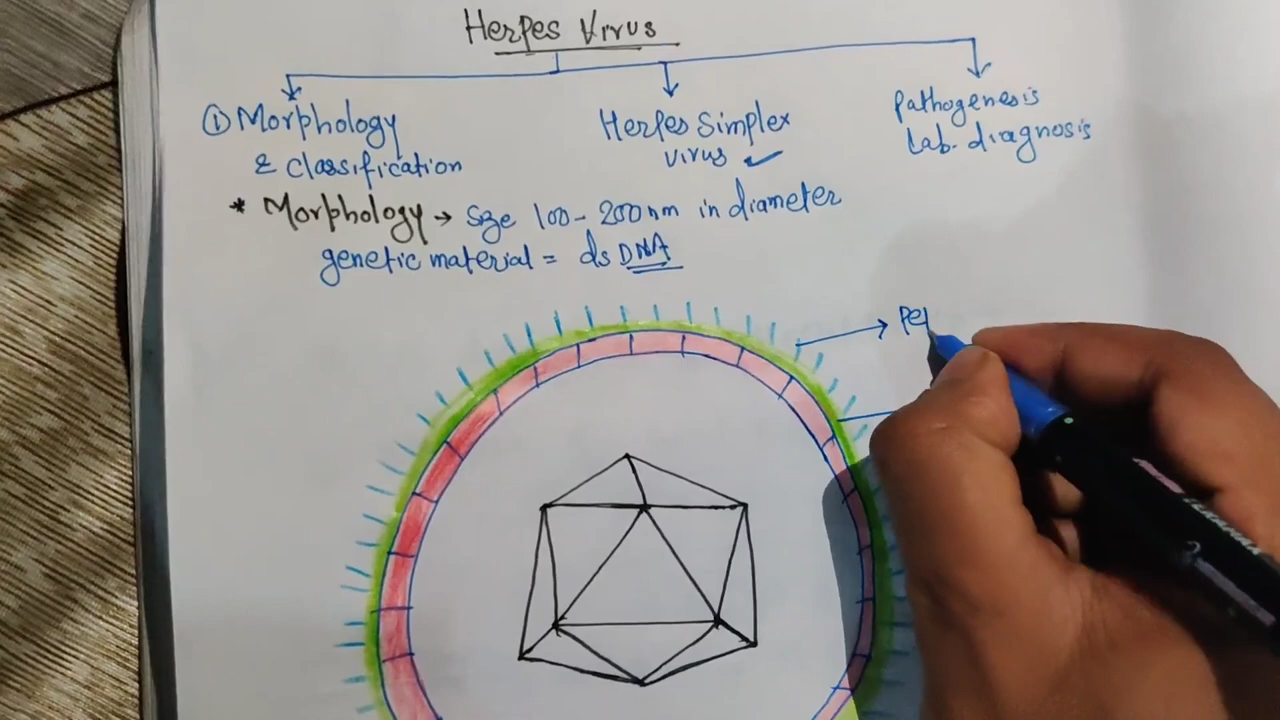 Herpes Virus
① Morphology
& Classification
Herpes Simplex
virus ✓
Pathogenesis
Lab. diagnosis
* Morphology → Size 100 - 200 nm in diameter
genetic material = ds DNA
→ Pep